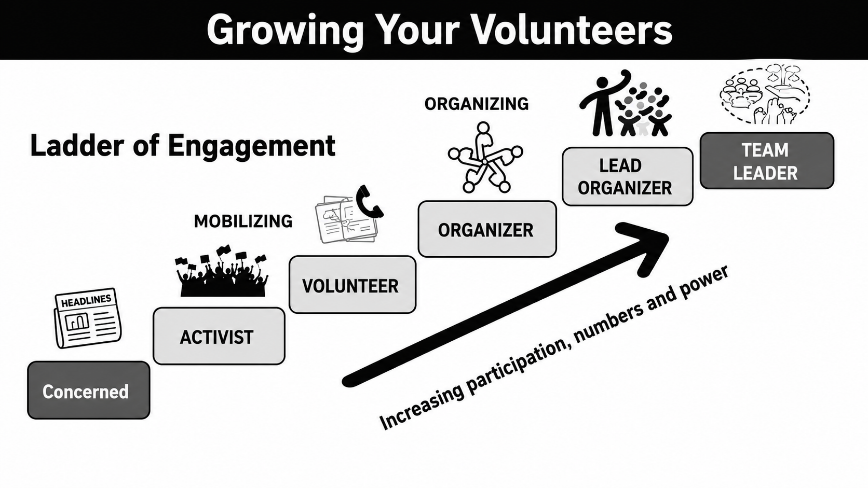 Growing Your Volunteers
Ladder of Engagement
HEADLINES
Concerned
MOBILIZING
ACTIVIST
VOLUNTEER
ORGANIZING
ORGANIZER
LEAD
ORGANIZER
TEAM
LEADER
Increasing participation, numbers and power